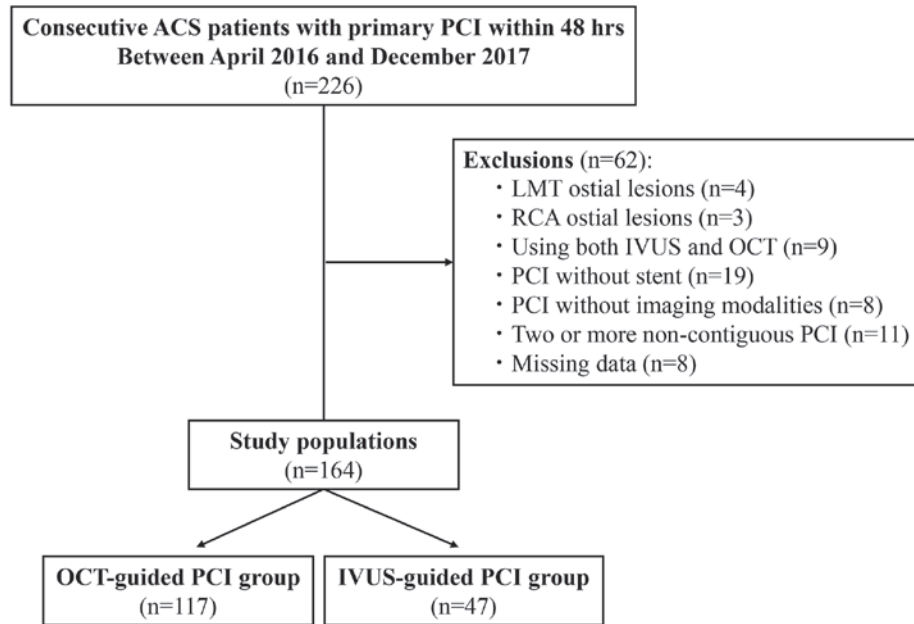 Consecutive ACS patients with primary PCI within 48 hrs
Between April 2016 and December 2017
(n=226)
Exclusions (n=62):
・LMT ostial lesions (n=4)
・RCA ostial lesions (n=3)
・Using both IVUS and OCT (n=9)
・PCI without stent (n=19)
・PCI without imaging modalities (n=8)
・Two or more non-contiguous PCI (n=11)
・Missing data (n=8)
Study populations
(n=164)
OCT-guided PCI group
(n=117)
IVUS-guided PCI group
(n=47)